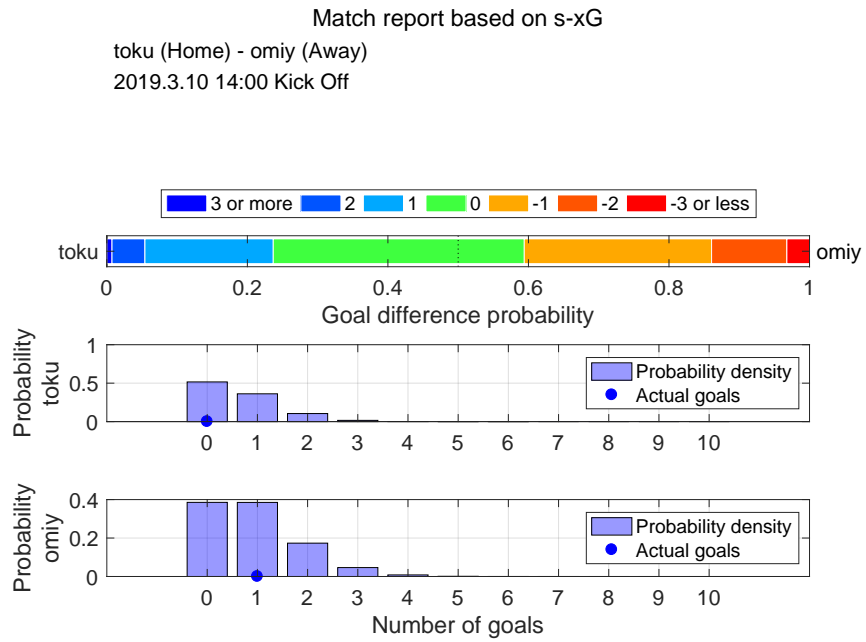 Match report based on s-xG
toku (Home) - omiy (Away)
2019.3.10 14:00 Kick Off
3 or more 2 1 0 -1 -2 -3 or less
toku omiy
0 0.2 0.4 0.6 0.8 1
Goal difference probability
Probability
toku
1
0.5
0
Probability density
Actual goals
0 1 2 3 4 5 6 7 8 9 10
Probability
omiy
0.4
0.2
0
Probability density
Actual goals
0 1 2 3 4 5 6 7 8 9 10
Number of goals